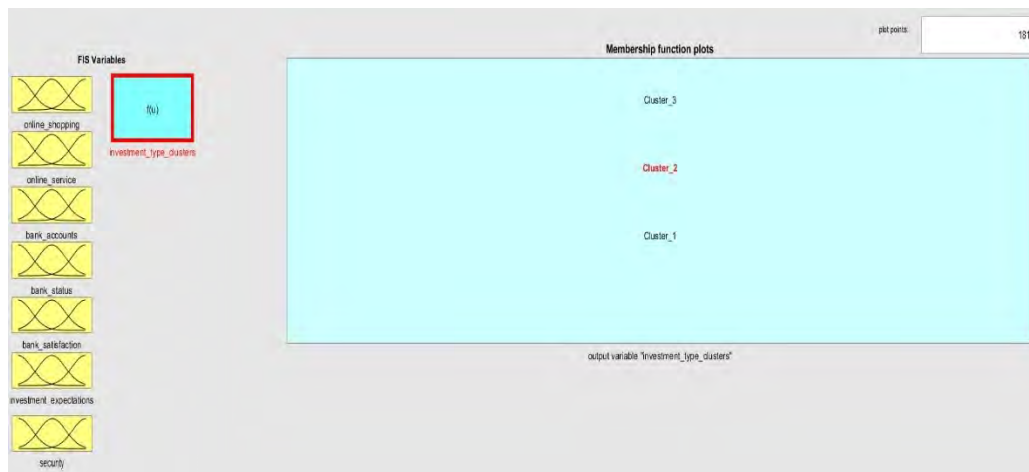 plot points:
181
FIS Variables
Membership function plots
f(u)
online_shopping
investment_type_clusters
online_service
bank_accounts
bank_status
bank_satisfaction
investment_expectations
security
Cluster_3
Cluster_2
Cluster_1
output variable "investment_type_clusters"